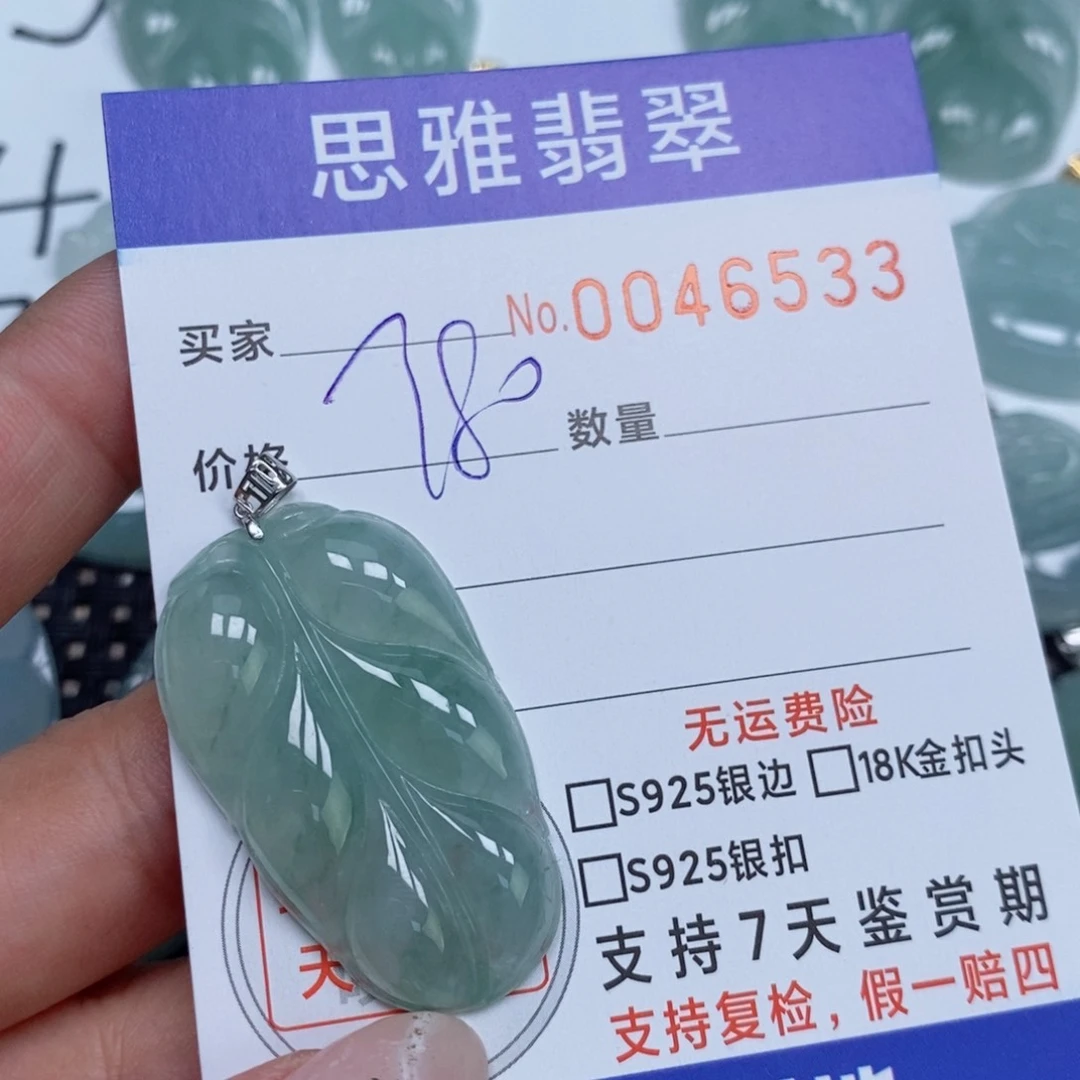 思雅翡翠
买家
No.0046533
780
价格
数量
无运费险
S925银边 18K金扣头
S925银扣
支持7天鉴赏期
支持复检，假一赔四
天